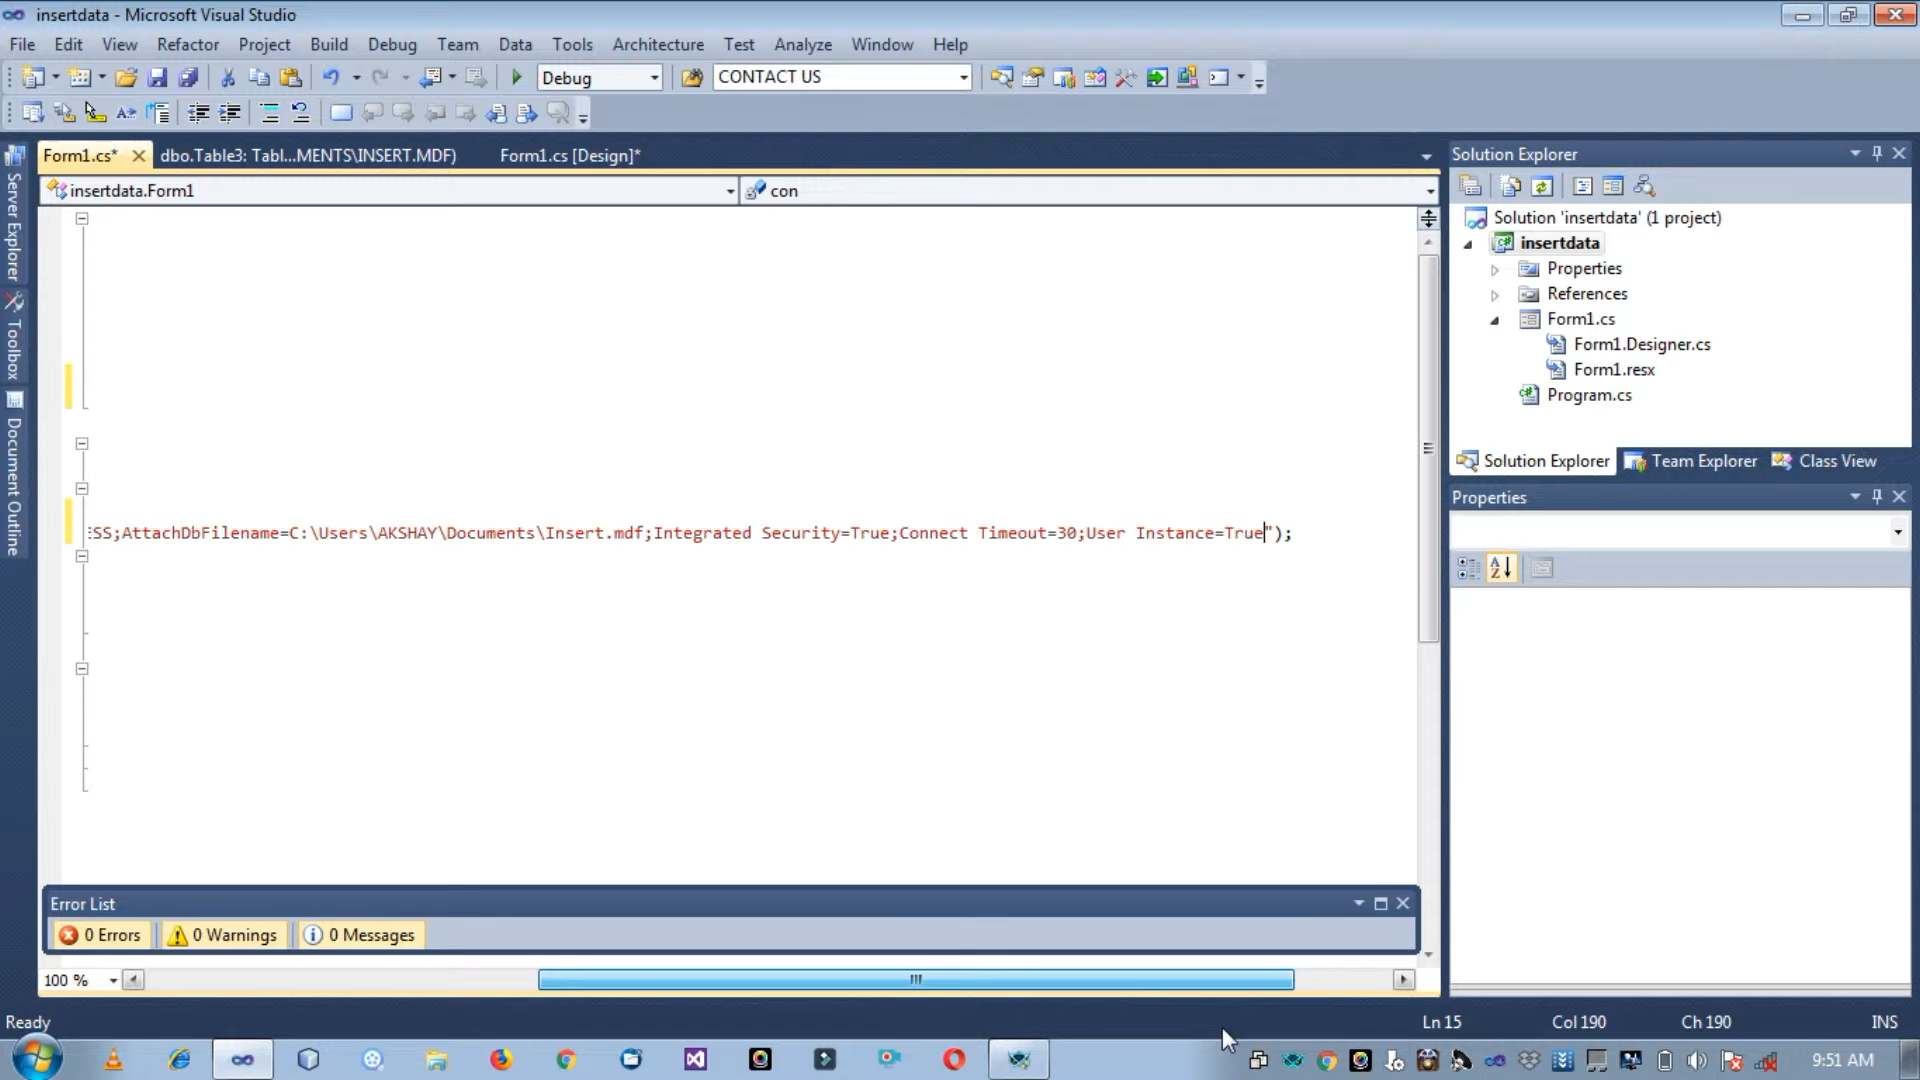 insertdata - Microsoft Visual Studio
File Edit View Refactor Project Build Debug Team Data Tools Architecture Test Analyze Window Help
Debug CONTACT US
Form1.cs* dbo.Table3: Tabl...MENTS\INSERT.MDF) Form1.cs [Design]*
insertdata.Form1 con
Server Explorer
Toolbox
Document Outline
ESS;AttachDbFilename=C:\Users\AKSHAY\Documents\Insert.mdf;Integrated Security=True;Connect Timeout=30;User Instance=True");
Error List
0 Errors 0 Warnings 0 Messages
100 %
Solution Explorer
Solution 'insertdata' (1 project)
insertdata
Properties
References
Form1.cs
Form1.Designer.cs
Form1.resx
Program.cs
Solution Explorer Team Explorer Class View
Properties
Ready Ln 15 Col 190 Ch 190 INS
9:51 AM